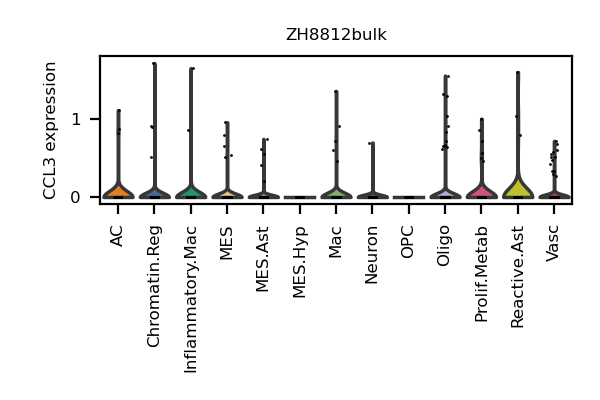 ZH8812bulk
CCL3 expression
1
0
AC
Chromatin.Reg
Inflammatory.Mac
MES
MES.Ast
MES.Hyp
Mac
Neuron
OPC
Oligo
Prolif.Metab
Reactive.Ast
Vasc